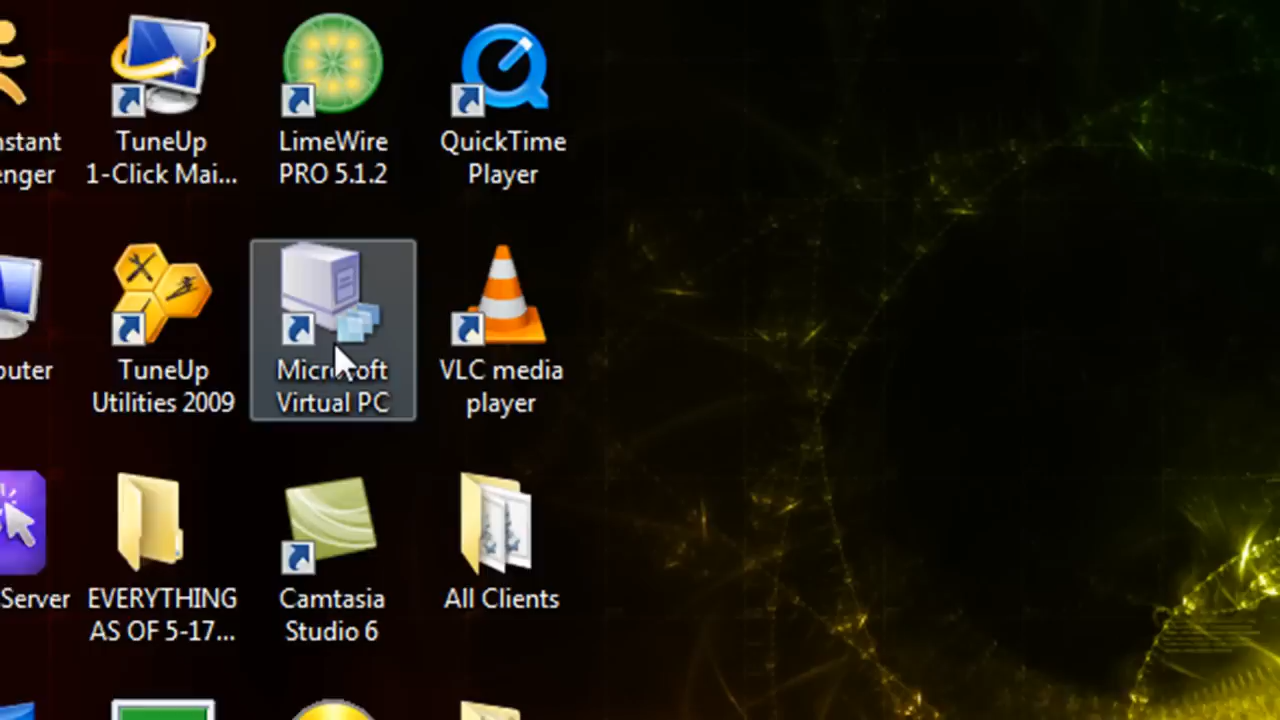 nstant
enger
TuneUp
1-Click Mai...
LimeWire
PRO 5.1.2
QuickTime
Player
outer
TuneUp
Utilities 2009
Microsoft
Virtual PC
VLC media
player
Server
EVERYTHING
AS OF 5-17...
Camtasia
Studio 6
All Clients